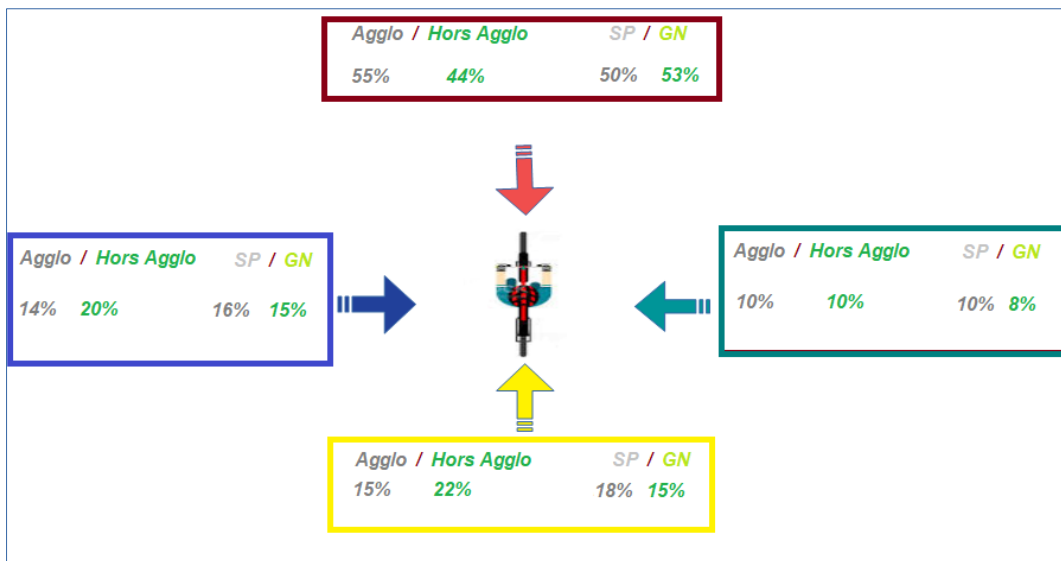 Agglo / Hors Agglo SP / GN
55% 44% 50% 53%
Agglo / Hors Agglo SP / GN
14% 20% 16% 15%
Agglo / Hors Agglo SP / GN
10% 10% 10% 8%
Agglo / Hors Agglo SP / GN
15% 22% 18% 15%